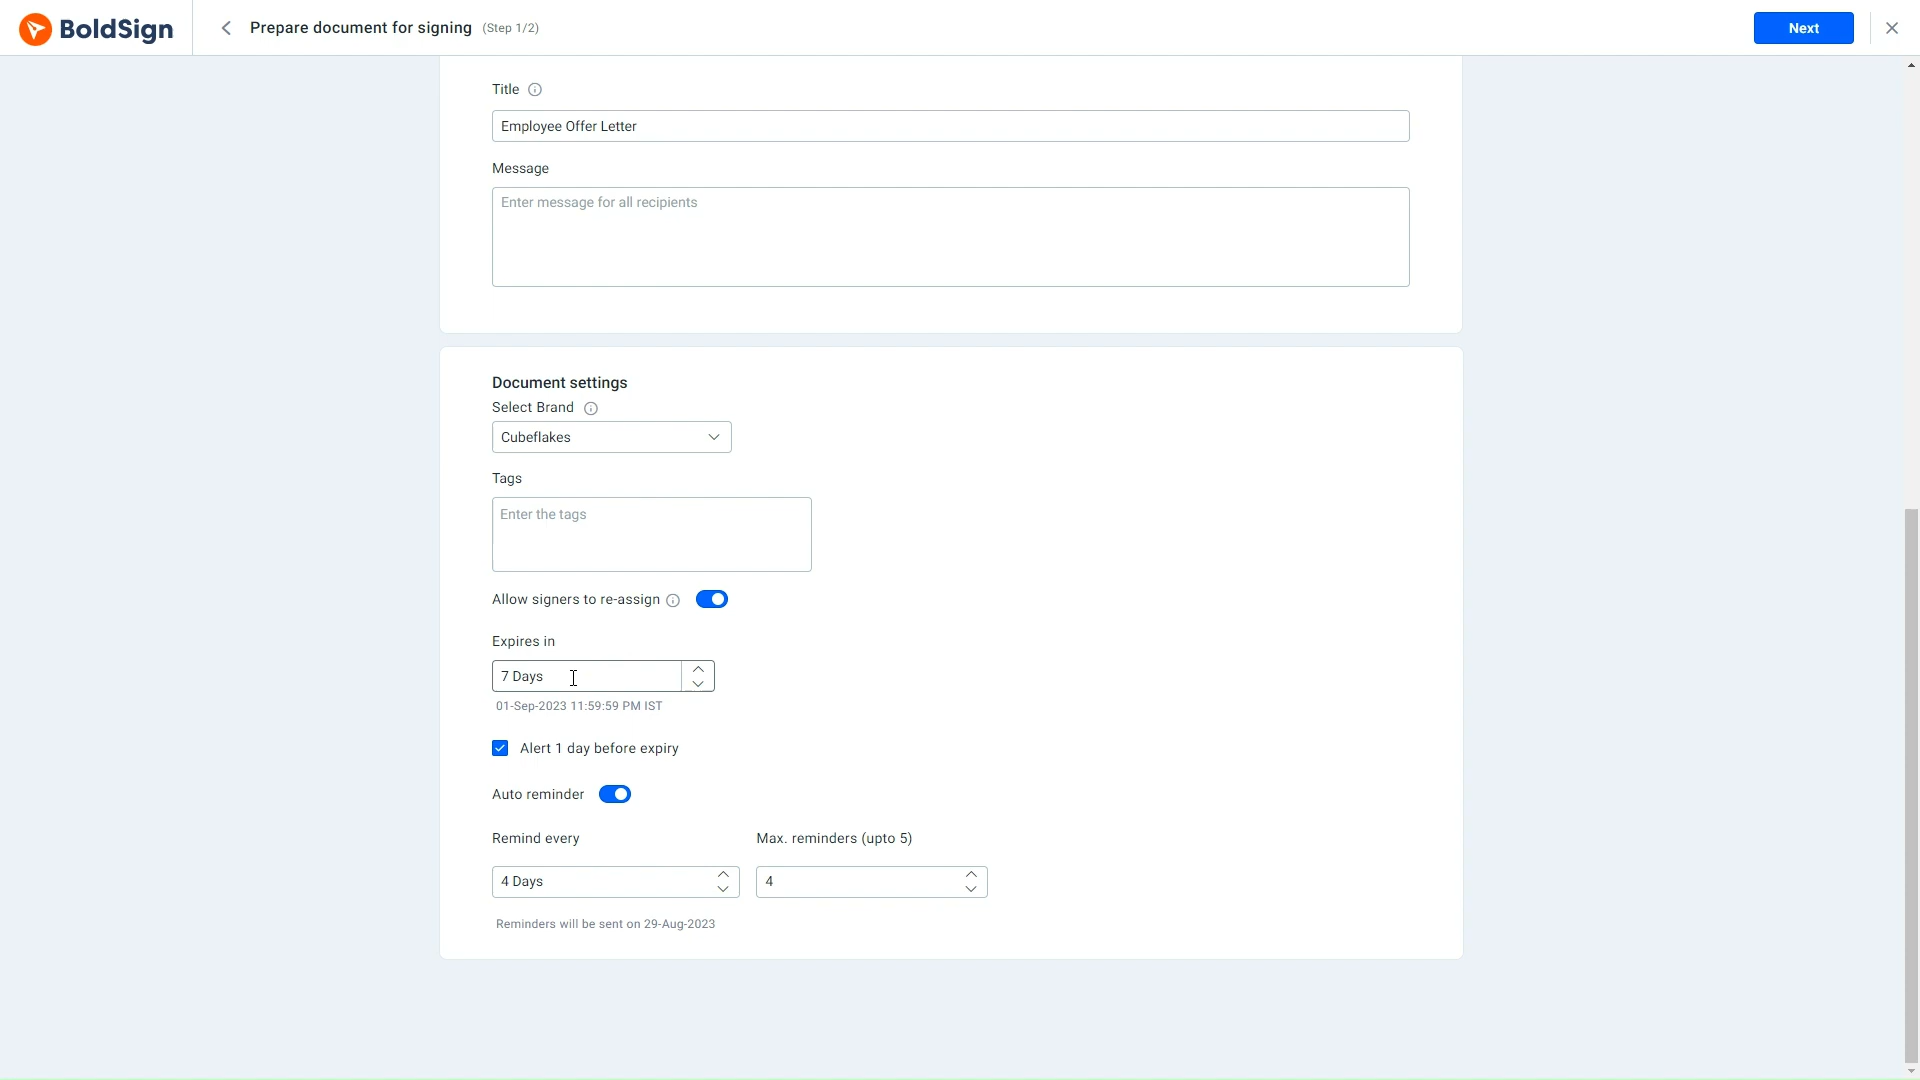 BoldSign
Prepare document for signing (Step 1/2)
Next
Title
Employee Offer Letter
Message
Enter message for all recipients
Document settings
Select Brand
Cubeflakes
Tags
Enter the tags
Allow signers to re-assign
Expires in
7 Days
01-Sep-2023 11:59:59 PM IST
Alert 1 day before expiry
Auto reminder
Remind every Max. reminders (upto 5)
4 Days 4
Reminders will be sent on 29-Aug-2023